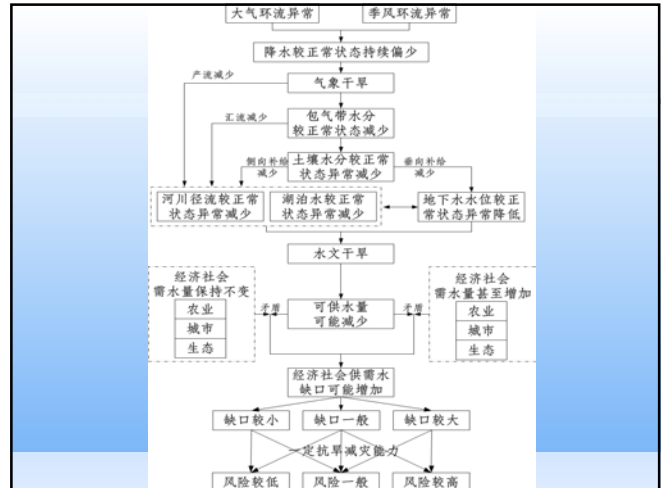 大气环流异常
季风环流异常
降水较正常状态持续偏少
产流减少
气象干旱
汇流减少
包气带水分
较正常状态减少
侧向补给
减少
土壤水分较正常
状态异常减少
垂向补给
减少
河川径流较正常
状态异常减少
湖泊水较正常
状态异常减少
地下水水位较正
常状态异常降低
水文干旱
经济社会
需水量保持不变
农业
城市
生态
矛盾
可供水量
可能减少
矛盾
经济社会
需水量甚至增加
农业
城市
生态
经济社会供需水
缺口可能增加
缺口较小
缺口一般
缺口较大
一定抗旱减灾能力
风险较低
风险一般
风险较高